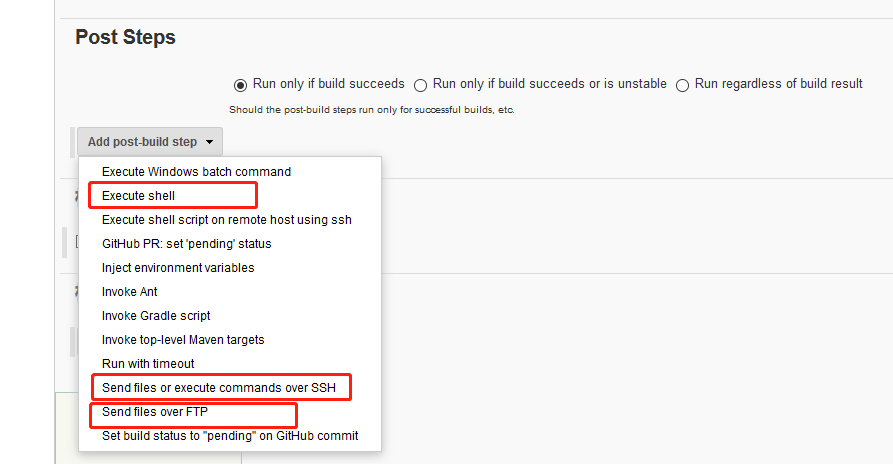 Post Steps
Run only if build succeeds Run only if build succeeds or is unstable Run regardless of build result
Should the post-build steps run only for successful builds, etc.
Add post-build step
Execute Windows batch command
Execute shell
Execute shell script on remote host using ssh
GitHub PR: set 'pending' status
Inject environment variables
Invoke Ant
Invoke Gradle script
Invoke top-level Maven targets
Run with timeout
Send files or execute commands over SSH
Send files over FTP
Set build status to "pending" on GitHub commit